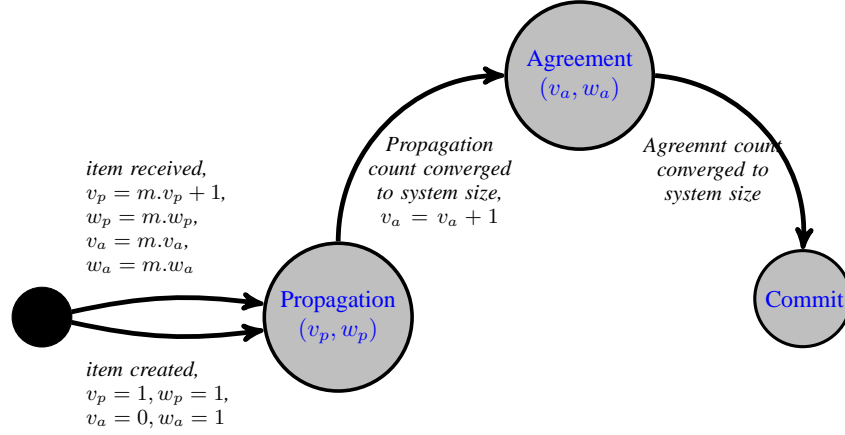 Agreement
(v_a, w_a)
Propagation
count converged
to system size,
v_a = v_a + 1
Agreemnt count
converged to
system size
item received,
v_p = m.v_p + 1,
w_p = m.w_p,
v_a = m.v_a,
w_a = m.w_a
Propagation
(v_p, w_p)
Commit
item created,
v_p = 1, w_p = 1,
v_a = 0, w_a = 1